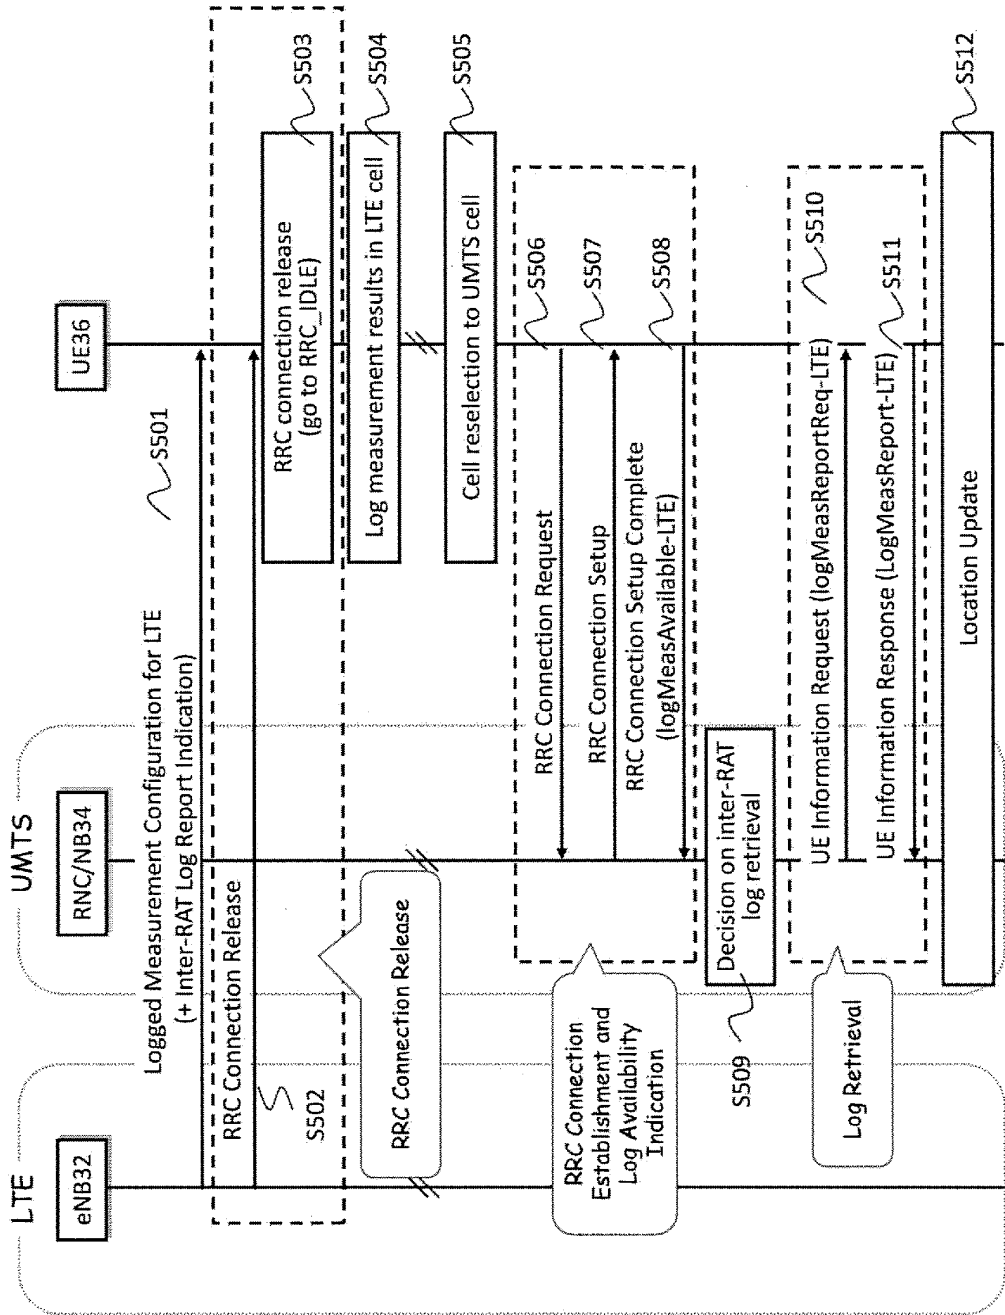 LTE
UMTS
eNB32
RNC/NB34
UE36
Logged Measurement Configuration for LTE
(+ Inter-RAT Log Report Indication)
S501
RRC Connection Release
S502
RRC connection release
(go to RRC_IDLE)
S503
Log measurement results in LTE cell
S504
RRC Connection Release
Cell reselection to UMTS cell
S505
RRC Connection Request
S506
RRC Connection Setup
S507
RRC Connection Setup Complete
(logMeasAvailable-LTE)
S508
RRC Connection
Establishment and
Log Availability
Indication
Decision on inter-RAT
log retrieval
S509
UE Information Request (logMeasReportReq-LTE)
S510
Log Retrieval
UE Information Response (LogMeasReport-LTE)
S511
Location Update
S512